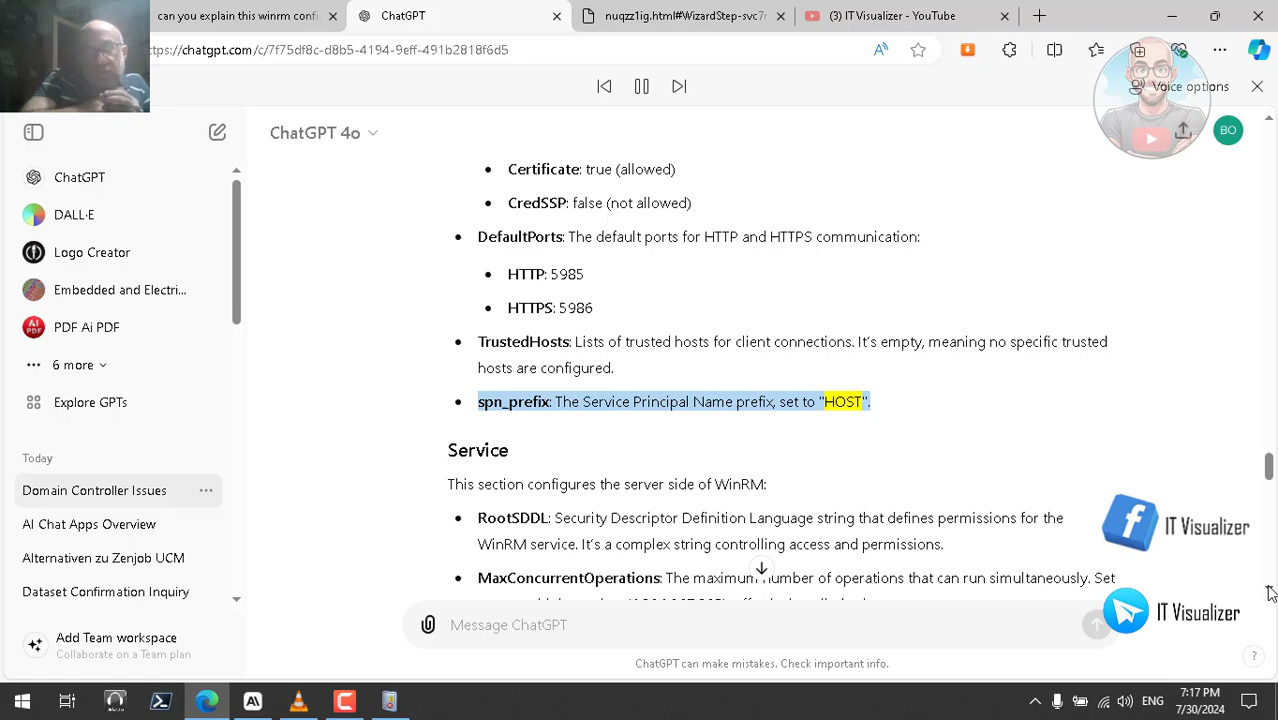 can you explain this winrm confi
ChatGPT
nuqzz1ig.html#WizardStep-svc7r
(3) IT Visualizer - YouTube
ttps://chatgpt.com/c/7f75df8c-d8b5-4194-9eff-491b2818f6d5
Voice options
ChatGPT 4o
BO
ChatGPT
DALL·E
Logo Creator
Embedded and Electri...
PDF Ai PDF
6 more
Explore GPTs
Today
Domain Controller Issues
AI Chat Apps Overview
Alternativen zu Zenjob UCM
Dataset Confirmation Inquiry
Add Team workspace
Collaborate on a Team plan
Certificate: true (allowed)
CredSSP: false (not allowed)
DefaultPorts: The default ports for HTTP and HTTPS communication:
HTTP: 5985
HTTPS: 5986
TrustedHosts: Lists of trusted hosts for client connections. It's empty, meaning no specific trusted
hosts are configured.
spn_prefix: The Service Principal Name prefix, set to "HOST".
Service
This section configures the server side of WinRM:
RootSDDL: Security Descriptor Definition Language string that defines permissions for the
WinRM service. It's a complex string controlling access and permissions.
MaxConcurrentOperations: The maximum number of operations that can run simultaneously. Set
Message ChatGPT
ChatGPT can make mistakes. Check important info.
?
IT Visualizer
IT Visualizer
ENG
7:17 PM
7/30/2024